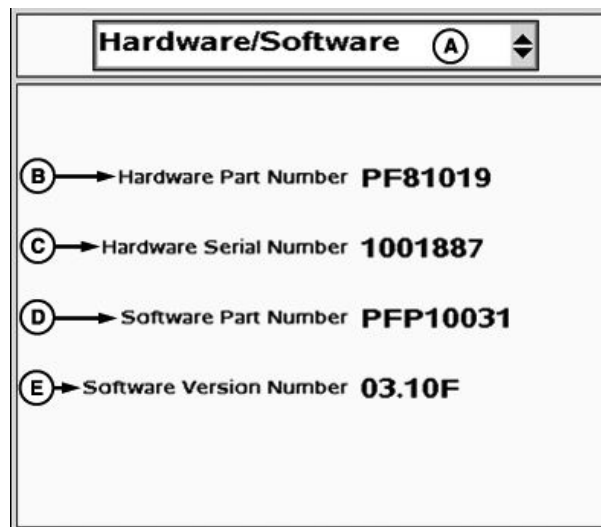 Hardware/Software A
B Hardware Part Number PF81019
C Hardware Serial Number 1001887
D Software Part Number PFP10031
E Software Version Number 03.10F